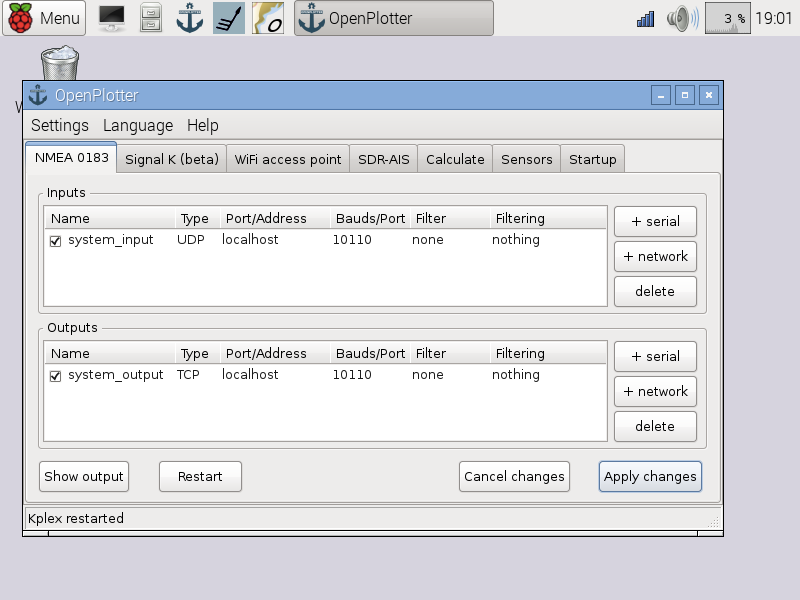 Menu OpenPlotter 3 % 19:01
W
OpenPlotter
Settings Language Help
NMEA 0183 Signal K (beta) WiFi access point SDR-AIS Calculate Sensors Startup
Inputs
Name Type Port/Address Bauds/Port Filter Filtering
system_input UDP localhost 10110 none nothing
+ serial
+ network
delete
Outputs
Name Type Port/Address Bauds/Port Filter Filtering
system_output TCP localhost 10110 none nothing
+ serial
+ network
delete
Show output Restart Cancel changes Apply changes
Kplex restarted